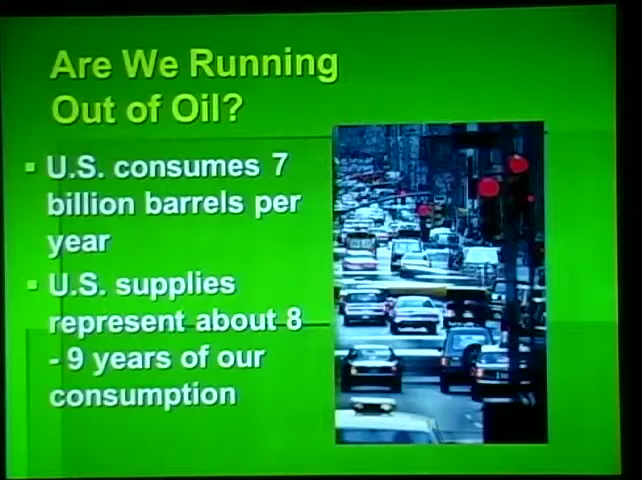 Are We Running
Out of Oil?
U.S. consumes 7
billion barrels per
year
U.S. supplies
represent about 8
- 9 years of our
consumption